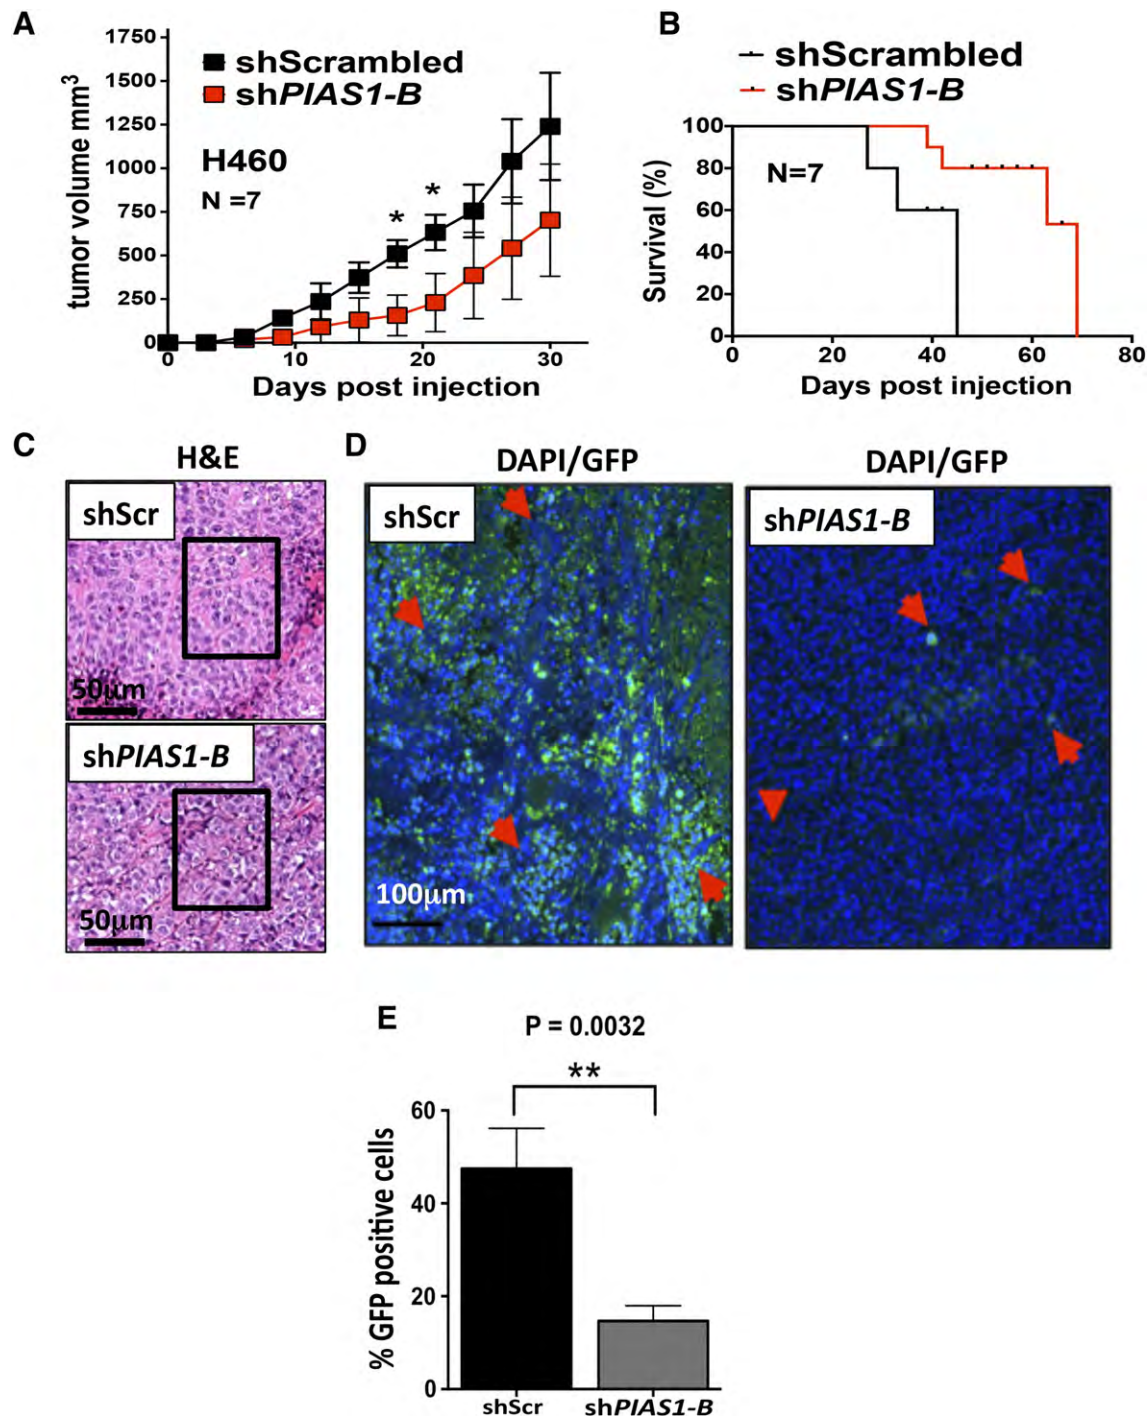 A
1750
1500
1250
1000
750
500
250
0
tumor volume mm3
shScrambled
shPIAS1-B
H460
N =7
*
*
0
10
20
30
Days post injection
B
shScrambled
shPIAS1-B
100
80
60
40
20
0
Survival (%)
N=7
0
20
40
60
80
Days post injection
C
H&E
shScr
50μm
shPIAS1-B
50μm
D
DAPI/GFP
DAPI/GFP
shScr
100μm
shPIAS1-B
E
P = 0.0032
**
60
40
20
0
% GFP positive cells
shScr
shPIAS1-B